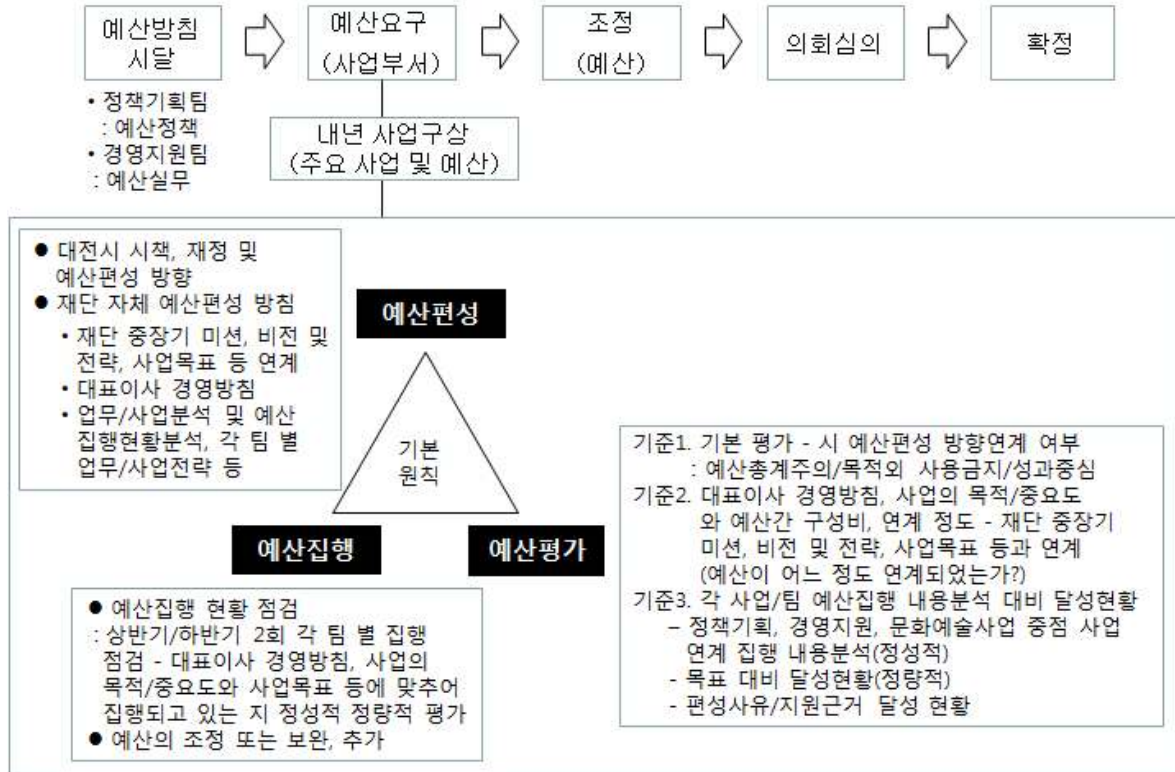 예산방침
시달
예산요구
(사업부서)
조정
(예산)
의회심의
확정
• 정책기획팀
: 예산정책
• 경영지원팀
: 예산실무
내년 사업구상
(주요 사업 및 예산)
● 대전시 시책, 재정 및
예산편성 방향
● 재단 자체 예산편성 방침
• 재단 중장기 미션, 비전 및
전략, 사업목표 등 연계
• 대표이사 경영방침
• 업무/사업분석 및 예산
집행현황분석, 각 팀 별
업무/사업전략 등
예산편성
기본
원칙
예산집행
예산평가
● 예산집행 현황 점검
: 상반기/하반기 2회 각 팀 별 집행
점검 - 대표이사 경영방침, 사업의
목적/중요도와 사업목표 등에 맞추어
집행되고 있는 지 정성적 정량적 평가
● 예산의 조정 또는 보완, 추가
기준1. 기본 평가 - 시 예산편성 방향연계 여부
: 예산총계주의/목적외 사용금지/성과중심
기준2. 대표이사 경영방침, 사업의 목적/중요도
와 예산간 구성비, 연계 정도 - 재단 중장기
미션, 비전 및 전략, 사업목표 등과 연계
(예산이 어느 정도 연계되었는가?)
기준3. 각 사업/팀 예산집행 내용분석 대비 달성현황
– 정책기획, 경영지원, 문화예술사업 중점 사업
연계 집행 내용분석(정성적)
- 목표 대비 달성현황(정량적)
- 편성사유/지원근거 달성 현황